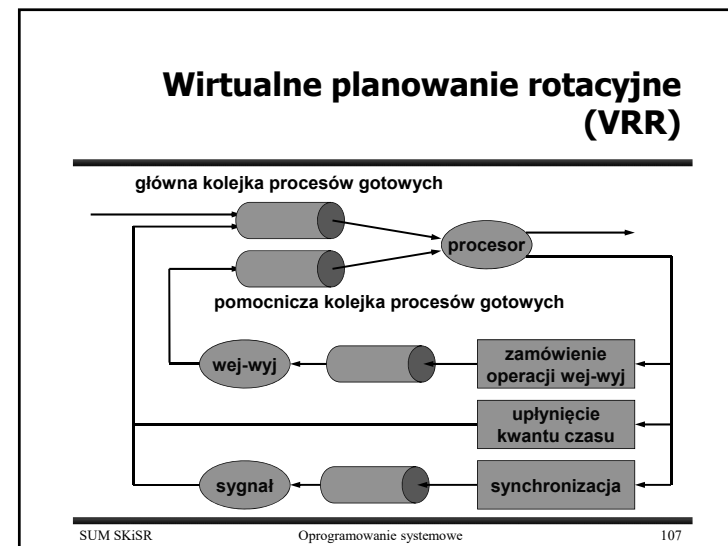 Wirtualne planowanie rotacyjne
(VRR)
główna kolejka procesów gotowych
procesor
pomocnicza kolejka procesów gotowych
wej-wyj
zamówienie
operacji wej-wyj
upłynięcie
kwantu czasu
sygnał
synchronizacja
SUM SKiSR
Oprogramowanie systemowe
107